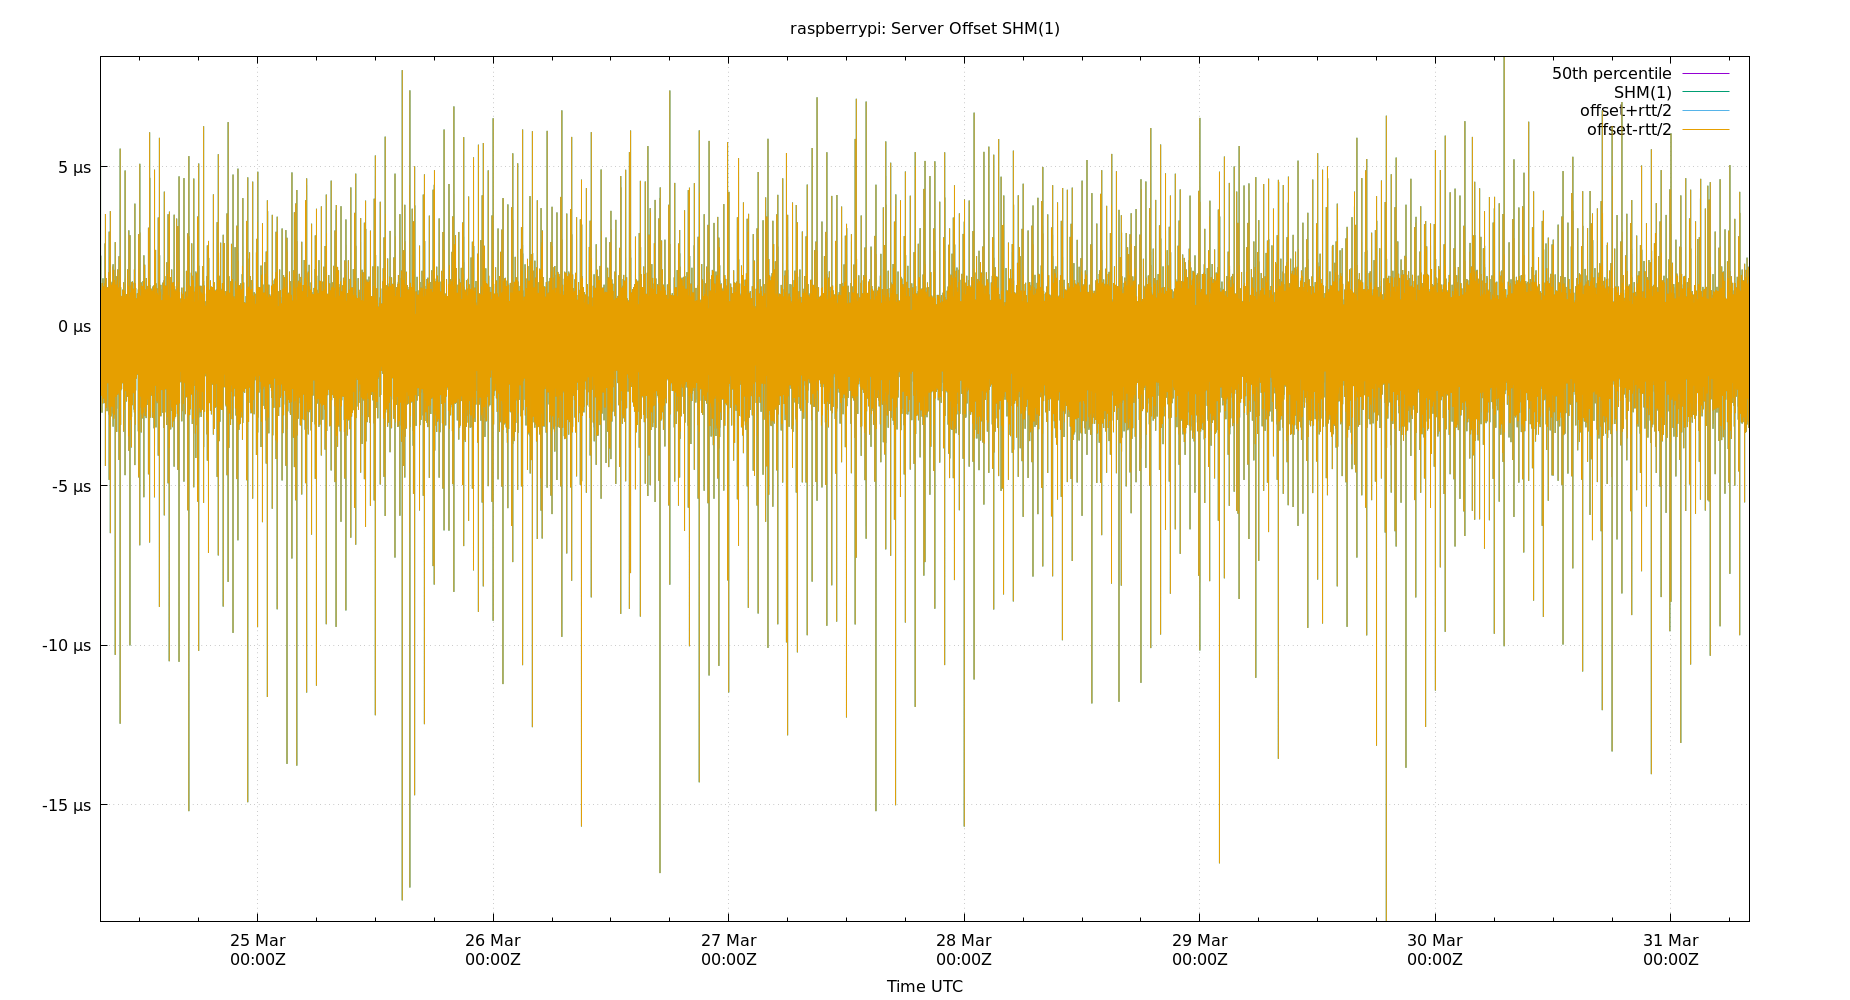 raspberrypi: Server Offset SHM(1)
50th percentile
SHM(1)
offset+rtt/2
offset-rtt/2
5 µs
0 µs
-5 µs
-10 µs
-15 µs
25 Mar 26 Mar 27 Mar 28 Mar 29 Mar 30 Mar 31 Mar
00:00Z 00:00Z 00:00Z 00:00Z 00:00Z 00:00Z 00:00Z
Time UTC